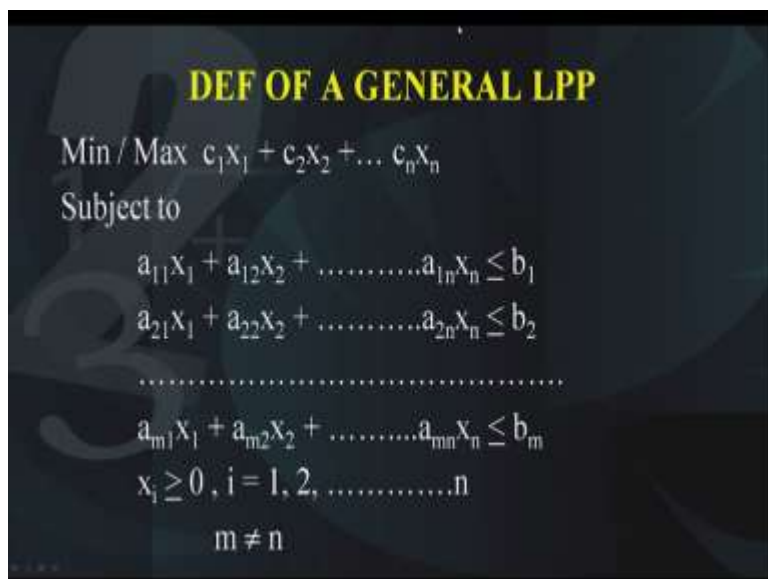 DEF OF A GENERAL LPP
Min / Max c₁x₁ + c₂x₂ +... cₙxₙ
Subject to
a₁₁x₁ + a₁₂x₂ + ...........a₁ₙxₙ ≤ b₁
a₂₁x₁ + a₂₂x₂ + ...........a₂ₙxₙ ≤ b₂
..........................................
aₘ₁x₁ + aₘ₂x₂ + ..........aₘₙxₙ ≤ bₘ
xᵢ ≥ 0 , i = 1, 2, .............n
m ≠ n